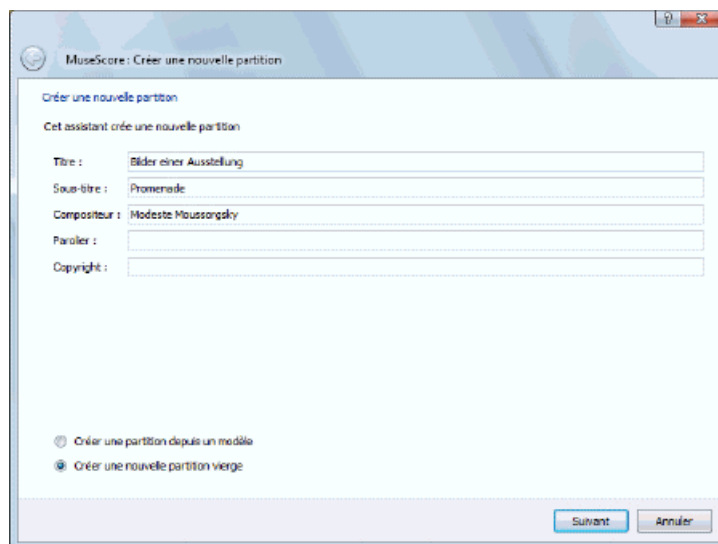 MuseScore : Créer une nouvelle partition
Créer une nouvelle partition
Cet assistant crée une nouvelle partition
Titre : Bilder einer Ausstellung
Sous-titre : Promenade
Compositeur : Modeste Moussorgsky
Parolier :
Copyright :
Créer une partition depuis un modèle
Créer une nouvelle partition vierge
Suivant Annuler